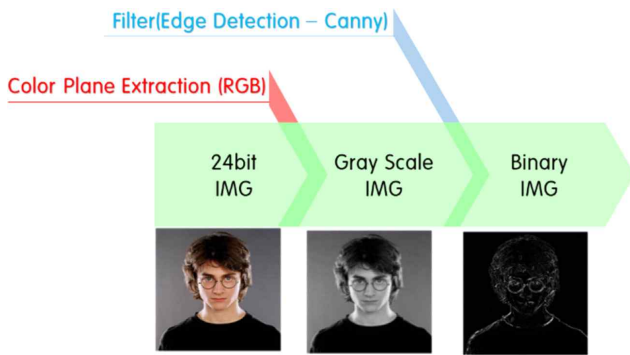 Filter(Edge Detection – Canny)
Color Plane Extraction (RGB)
24bit
IMG
Gray Scale
IMG
Binary
IMG